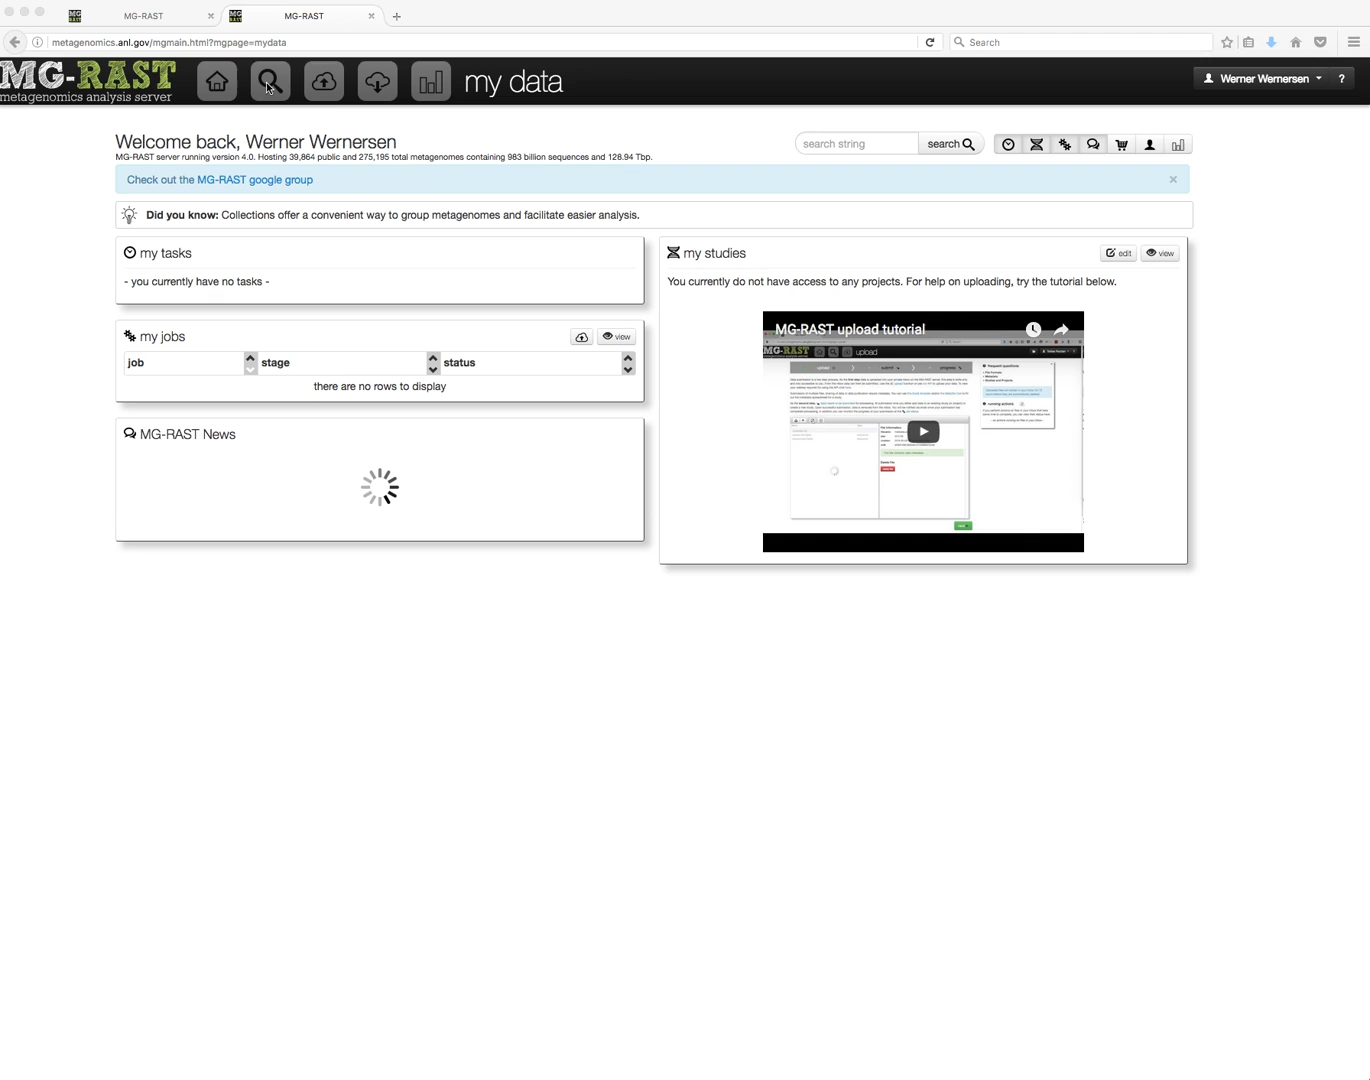 MG-RAST
MG-RAST
metagenomics.anl.gov/mgmain.html?mgpage=mydata
Search
MG-RAST
metagenomics analysis server
my data
Werner Wernersen
?
Welcome back, Werner Wernersen
MG-RAST server running version 4.0. Hosting 39,864 public and 275,195 total metagenomes containing 983 billion sequences and 128.94 Tbp.
search string
search
Check out the MG-RAST google group
Did you know: Collections offer a convenient way to group metagenomes and facilitate easier analysis.
my tasks
- you currently have no tasks -
my jobs
view
job
stage
status
there are no rows to display
MG-RAST News
my studies
edit
view
You currently do not have access to any projects. For help on uploading, try the tutorial below.
MG-RAST upload tutorial
MG-RAST
upload